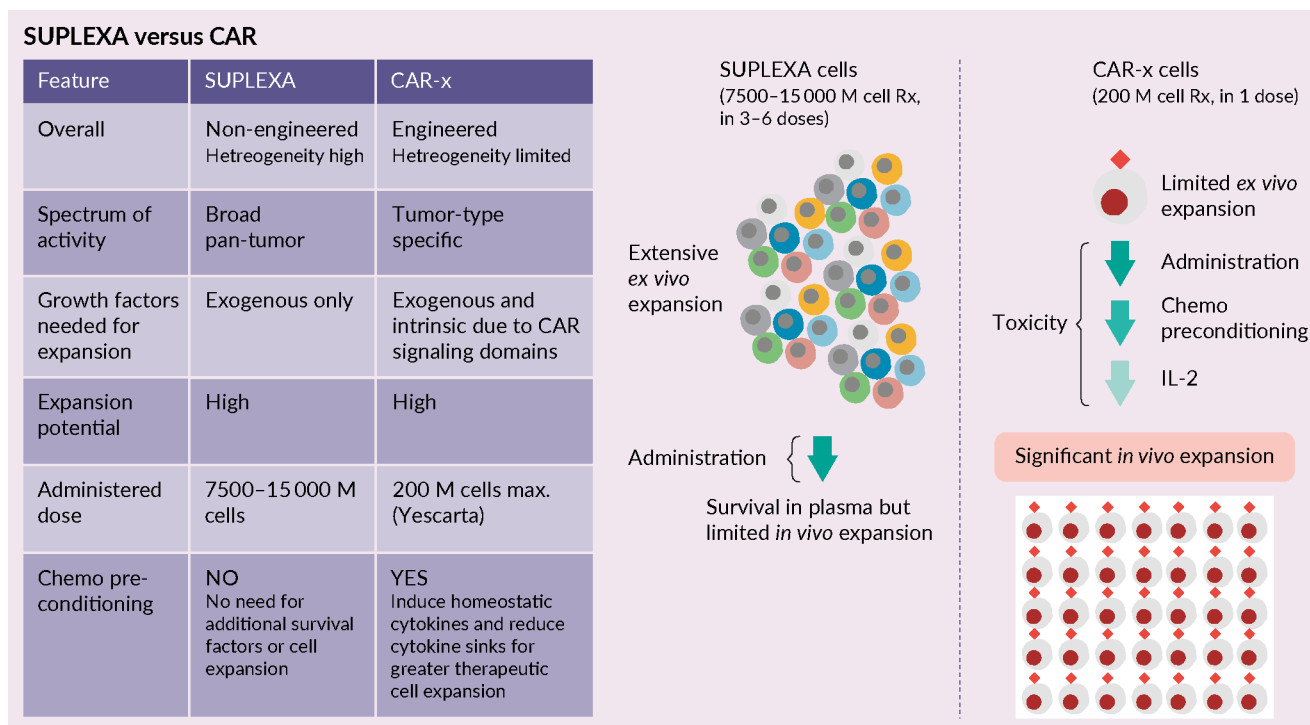 SUPLEXA versus CAR
Feature
SUPLEXA
CAR-x
Overall
Non-engineered
Hetreogeneity high
Engineered
Hetreogeneity limited
Spectrum of
activity
Broad
pan-tumor
Tumor-type
specific
Growth factors
needed for
expansion
Exogenous only
Exogenous and
intrinsic due to CAR
signaling domains
Expansion
potential
High
High
Administered
dose
7500–15 000 M
cells
200 M cells max.
(Yescarta)
Chemo pre-
conditioning
NO
No need for
additional survival
factors or cell
expansion
YES
Induce homeostatic
cytokines and reduce
cytokine sinks for
greater therapeutic
cell expansion
SUPLEXA cells
(7500–15 000 M cell Rx,
in 3–6 doses)
Extensive
ex vivo
expansion
Administration
Survival in plasma but
limited in vivo expansion
CAR-x cells
(200 M cell Rx, in 1 dose)
Limited ex vivo
expansion
Toxicity
Administration
Chemo
preconditioning
IL-2
Significant in vivo expansion